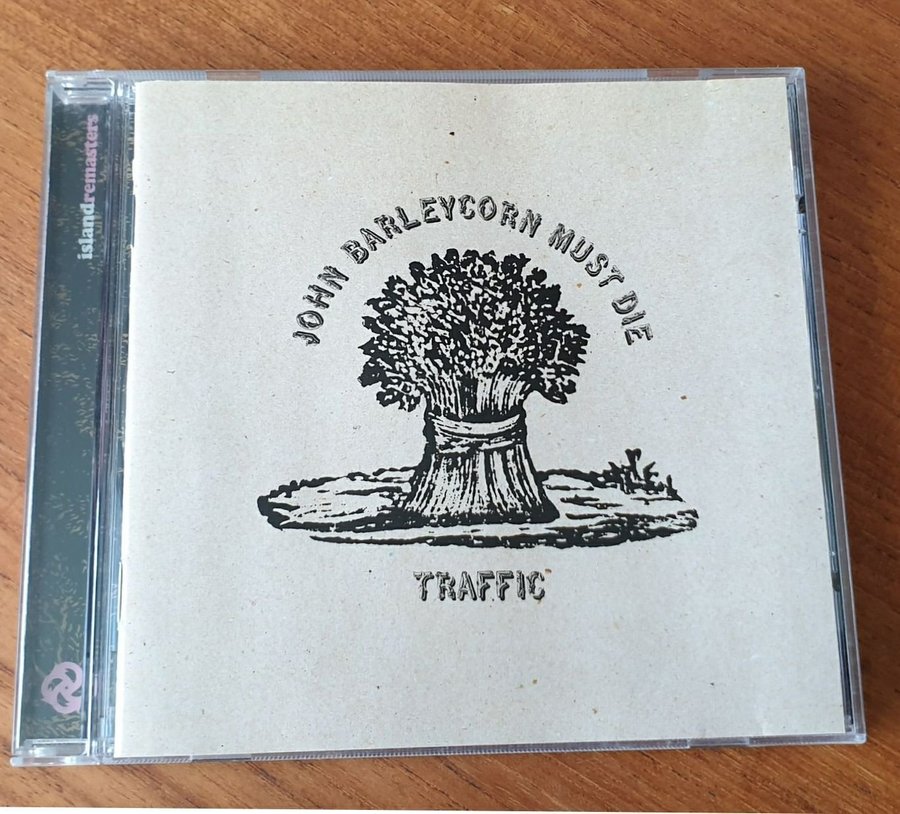 JOHN BARLEYCORN MUST DIE
TRAFFIC
islandremasters